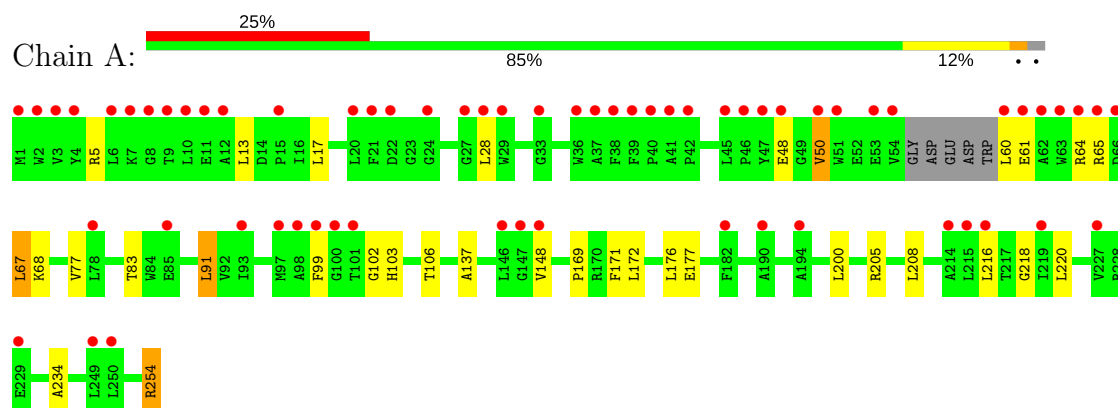 25%
Chain A:
85%
12%
• •
M1 W2 V3 Y4 R5 L6 K7 G8 T9 L10 E11 A12 L13 D14 P15 I16 L17 L20 F21 D22 G23 G24 G27 L28 W29 G33 W36 A37 F38 F39 P40 A41 P42 L45 P46 Y47 E48 G49 V50 W51 E52 E53 V54 GLY ASP GLU ASP TRP L60 E61 A62 W63 R64 R65 D66
L67 K68 V77 L78 T83 W84 E85 L91 V92 I93 M97 A98 F99 G100 T101 G102 H103 T106 A137 L146 G147 V148 P169 R170 F171 L172 L176 E177 F182 A190 A194 L200 R205 L208 A214 L215 L216 T217 G218 I219 L220 V227
E229 A234 L249 L250 R254